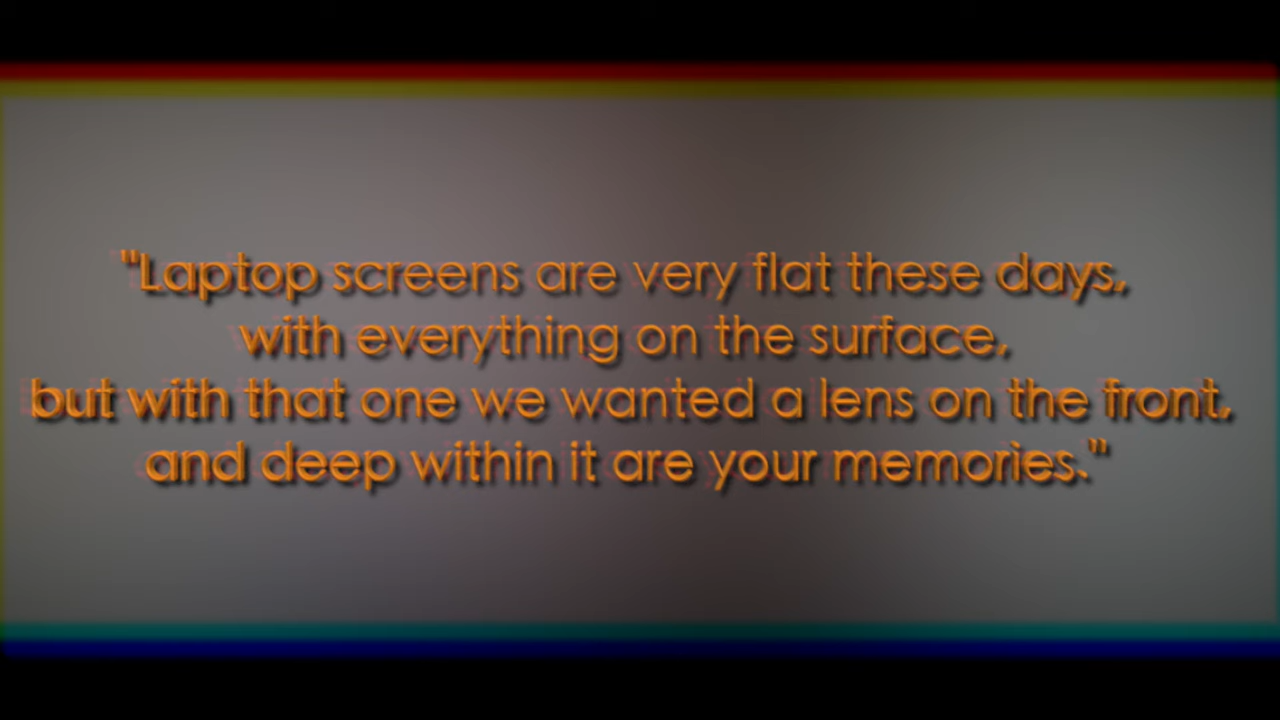 "Laptop screens are very flat these days,
with everything on the surface,
but with that one we wanted a lens on the front,
and deep within it are your memories."